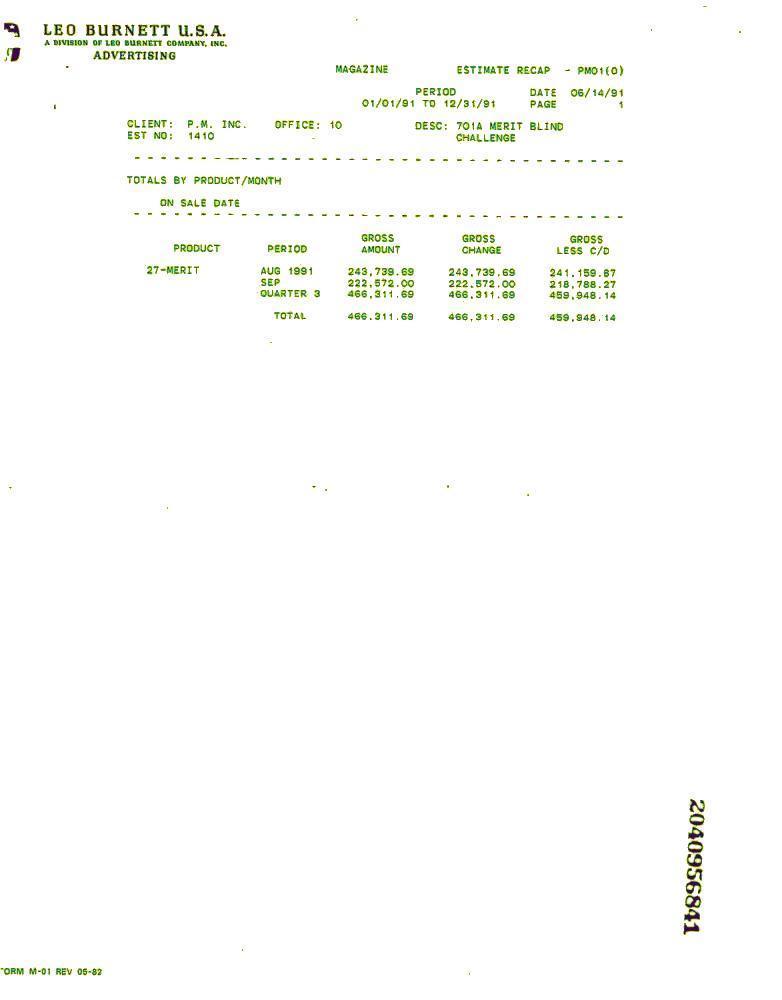 LEO BURNETT U.S.A.
A DIVISION OF LEO BURNETT COMPANY, INC.
ADVERTISING
MAGAZINE ESTIMATE RECAP - PM01(0)
PERIOD DATE 06/14/91
01/01/91 TO 12/31/91 PAGE 1
CLIENT: P.M. INC. OFFICE: 10 DESC: 701A MERIT BLIND
EST NO: 1410 CHALLENGE
TOTALS BY PRODUCT/MONTH
ON SALE DATE
GROSS GROSS GROSS
PRODUCT PERIOD AMOUNT CHANGE LESS C/D
27-MERIT AUG 1991 243,739.69 243,739.69 241,159.87
SEP 222,572.00 222,572.00 218,788.27
QUARTER 3 466,311.69 466,311.69 459,948.14
TOTAL 466,311.69 466,311.69 459,948.14
2040956841
ORM M-01 REV 05-82